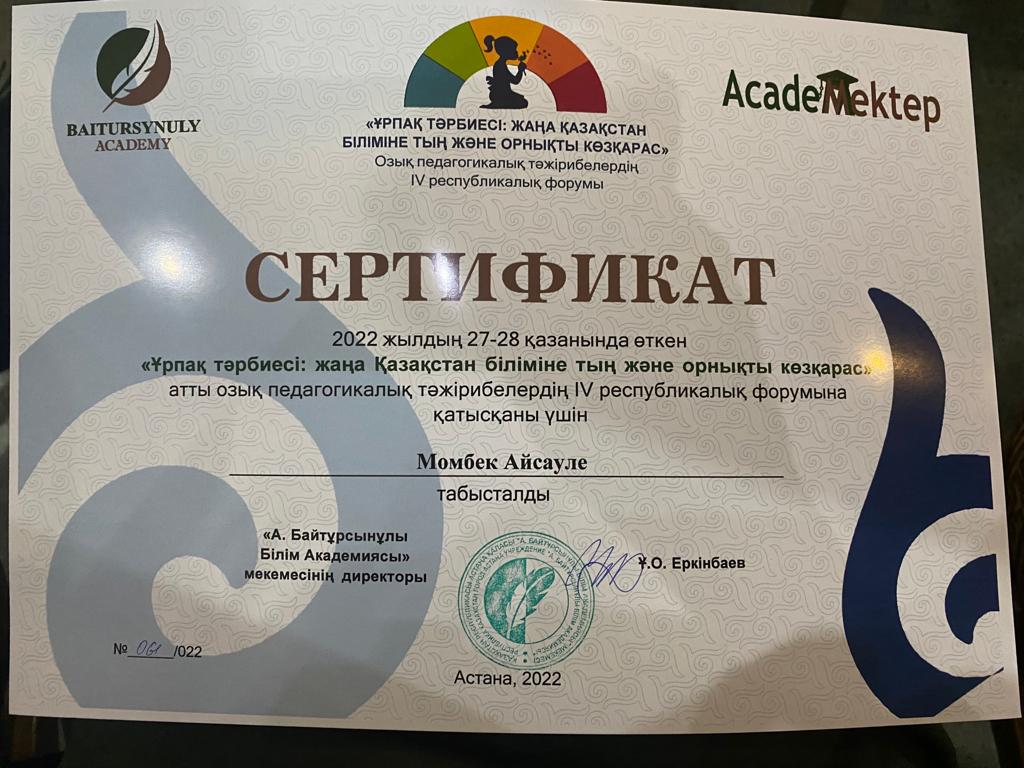 BAITURSYNULY
ACADEMY
«ҰРПАҚ ТӘРБИЕСІ: ЖАҢА ҚАЗАҚСТАН
БІЛІМІНЕ ТЫҢ ЖӘНЕ ОРНЫҚТЫ КӨЗҚАРАС»
Озық педагогикалық тәжірибелердің
IV республикалық форумы
AcadeMektep
СЕРТИФИКАТ
2022 жылдың 27-28 қазанында өткен
«Ұрпақ тәрбиесі: жаңа Қазақстан біліміне тың және орнықты көзқарас»
атты озық педагогикалық тәжірибелердің IV республикалық форумына
қатысқаны үшін
Момбек Айсауле
табысталды
«А. Байтұрсынұлы
Білім Академиясы»
мекемесінің директоры
Ұ.О. Еркінбаев
№ 061/022
Астана, 2022